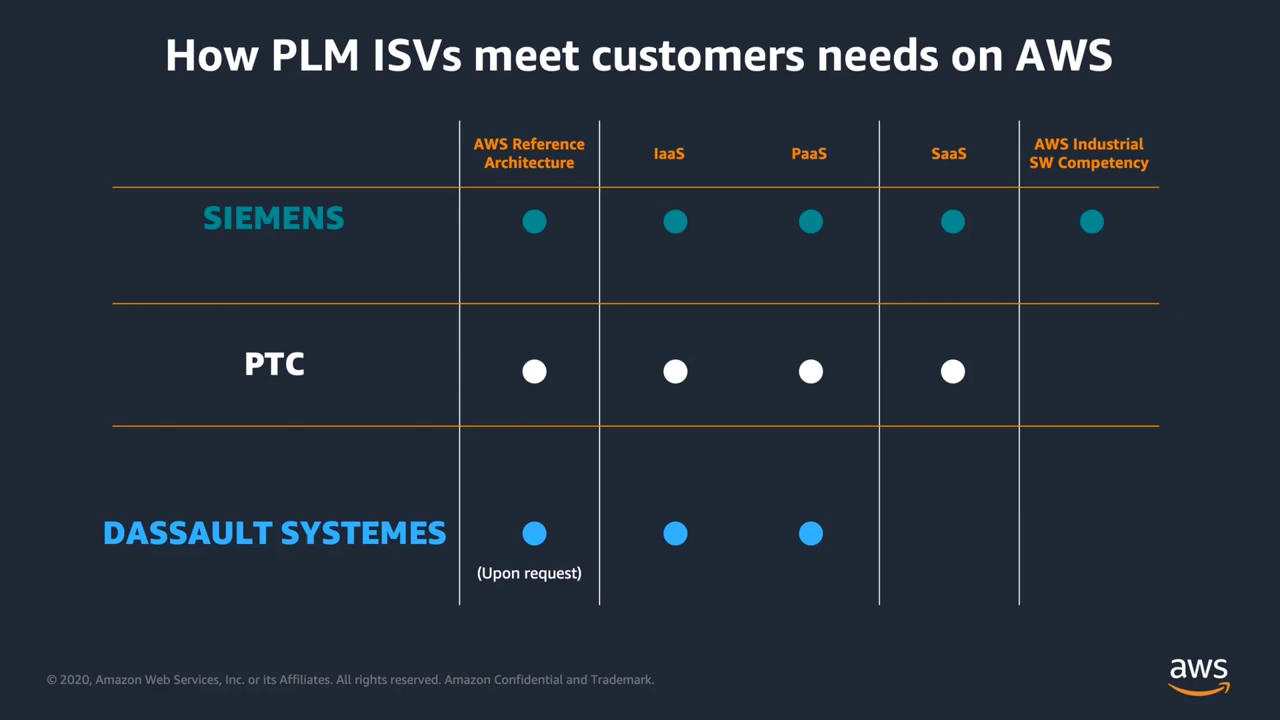 How PLM ISVs meet customers needs on AWS
AWS Reference
Architecture
IaaS
PaaS
SaaS
AWS Industrial
SW Competency
SIEMENS
PTC
DASSAULT SYSTEMES
(Upon request)
© 2020, Amazon Web Services, Inc. or its Affiliates. All rights reserved. Amazon Confidential and Trademark.
aws